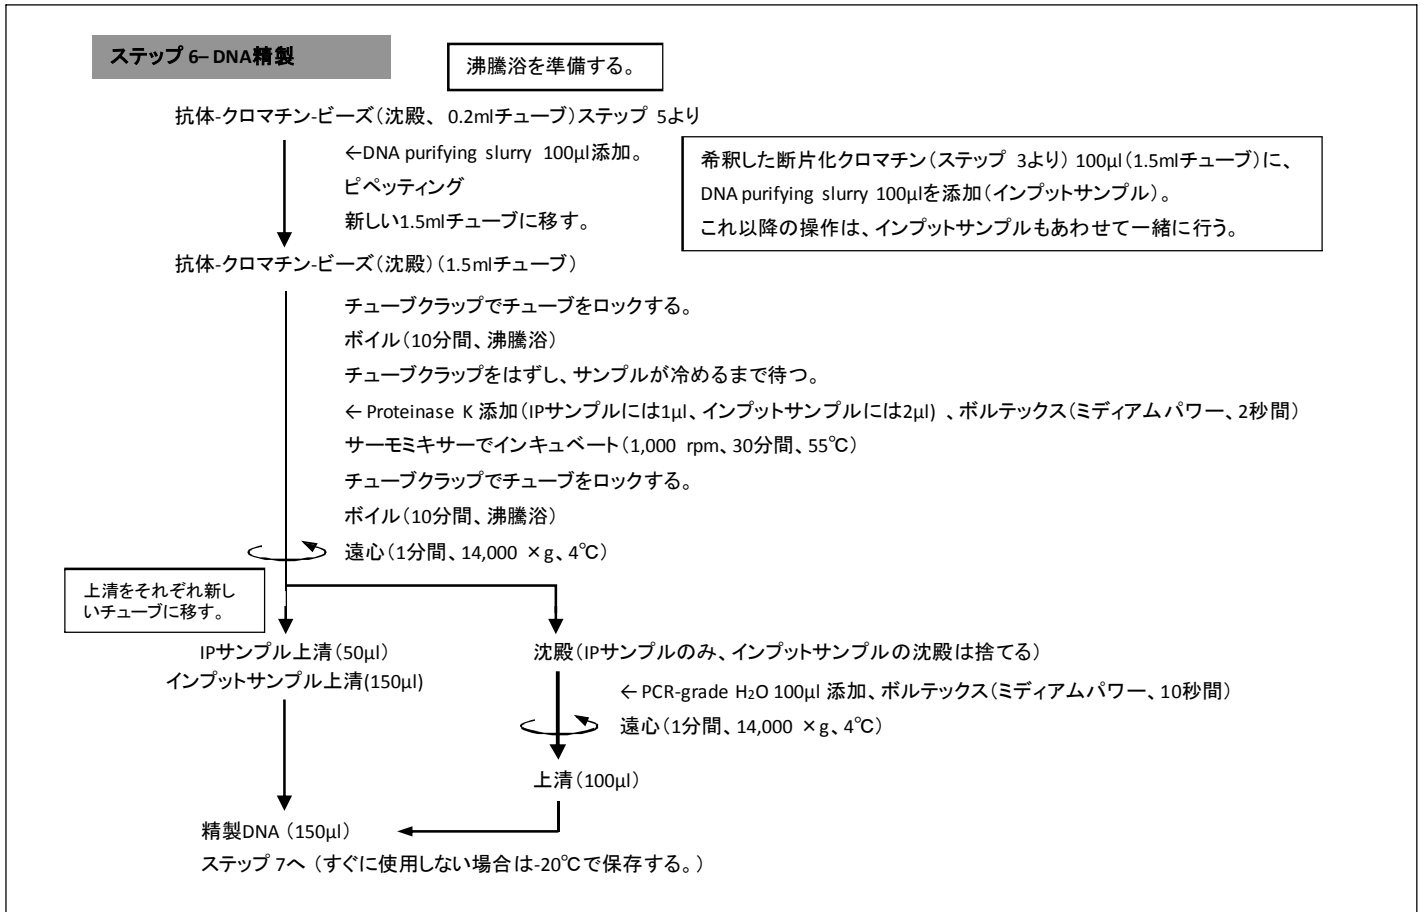 ステップ 6– DNA精製
沸騰浴を準備する。
抗体-クロマチン-ビーズ(沈殿、 0.2mlチューブ)ステップ 5より
←DNA purifying slurry 100μl添加。
ピペッティング
新しい1.5mlチューブに移す。
希釈した断片化クロマチン(ステップ 3より) 100μl(1.5mlチューブ)に、
DNA purifying slurry 100μlを添加(インプットサンプル)。
これ以降の操作は、インプットサンプルもあわせて一緒に行う。
抗体-クロマチン-ビーズ(沈殿)(1.5mlチューブ)
チューブクラップでチューブをロックする。
ボイル(10分間、沸騰浴)
チューブクラップをはずし、サンプルが冷めるまで待つ。
← Proteinase K 添加(IPサンプルには1μl、インプットサンプルには2μl) 、ボルテックス(ミディアムパワー、2秒間)
サーモミキサーでインキュベート(1,000 rpm、30分間、55℃)
チューブクラップでチューブをロックする。
ボイル(10分間、沸騰浴)
遠心(1分間、14,000 ×g、4℃)
上清をそれぞれ新し
いチューブに移す。
IPサンプル上清(50μl)
インプットサンプル上清(150μl)
沈殿(IPサンプルのみ、インプットサンプルの沈殿は捨てる)
← PCR-grade H₂O 100μl 添加、ボルテックス(ミディアムパワー、10秒間)
遠心(1分間、14,000 ×g、4℃)
上清(100μl)
精製DNA (150μl)
ステップ 7へ (すぐに使用しない場合は-20℃で保存する。)